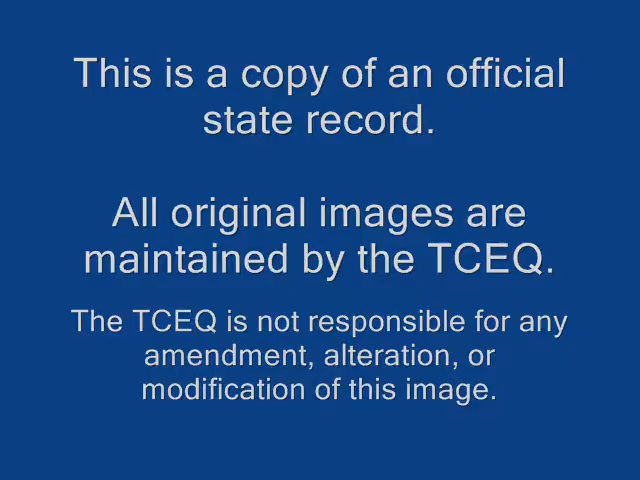 This is a copy of an official
state record.
All original images are
maintained by the TCEQ.
The TCEQ is not responsible for any
amendment, alteration, or
modification of this image.